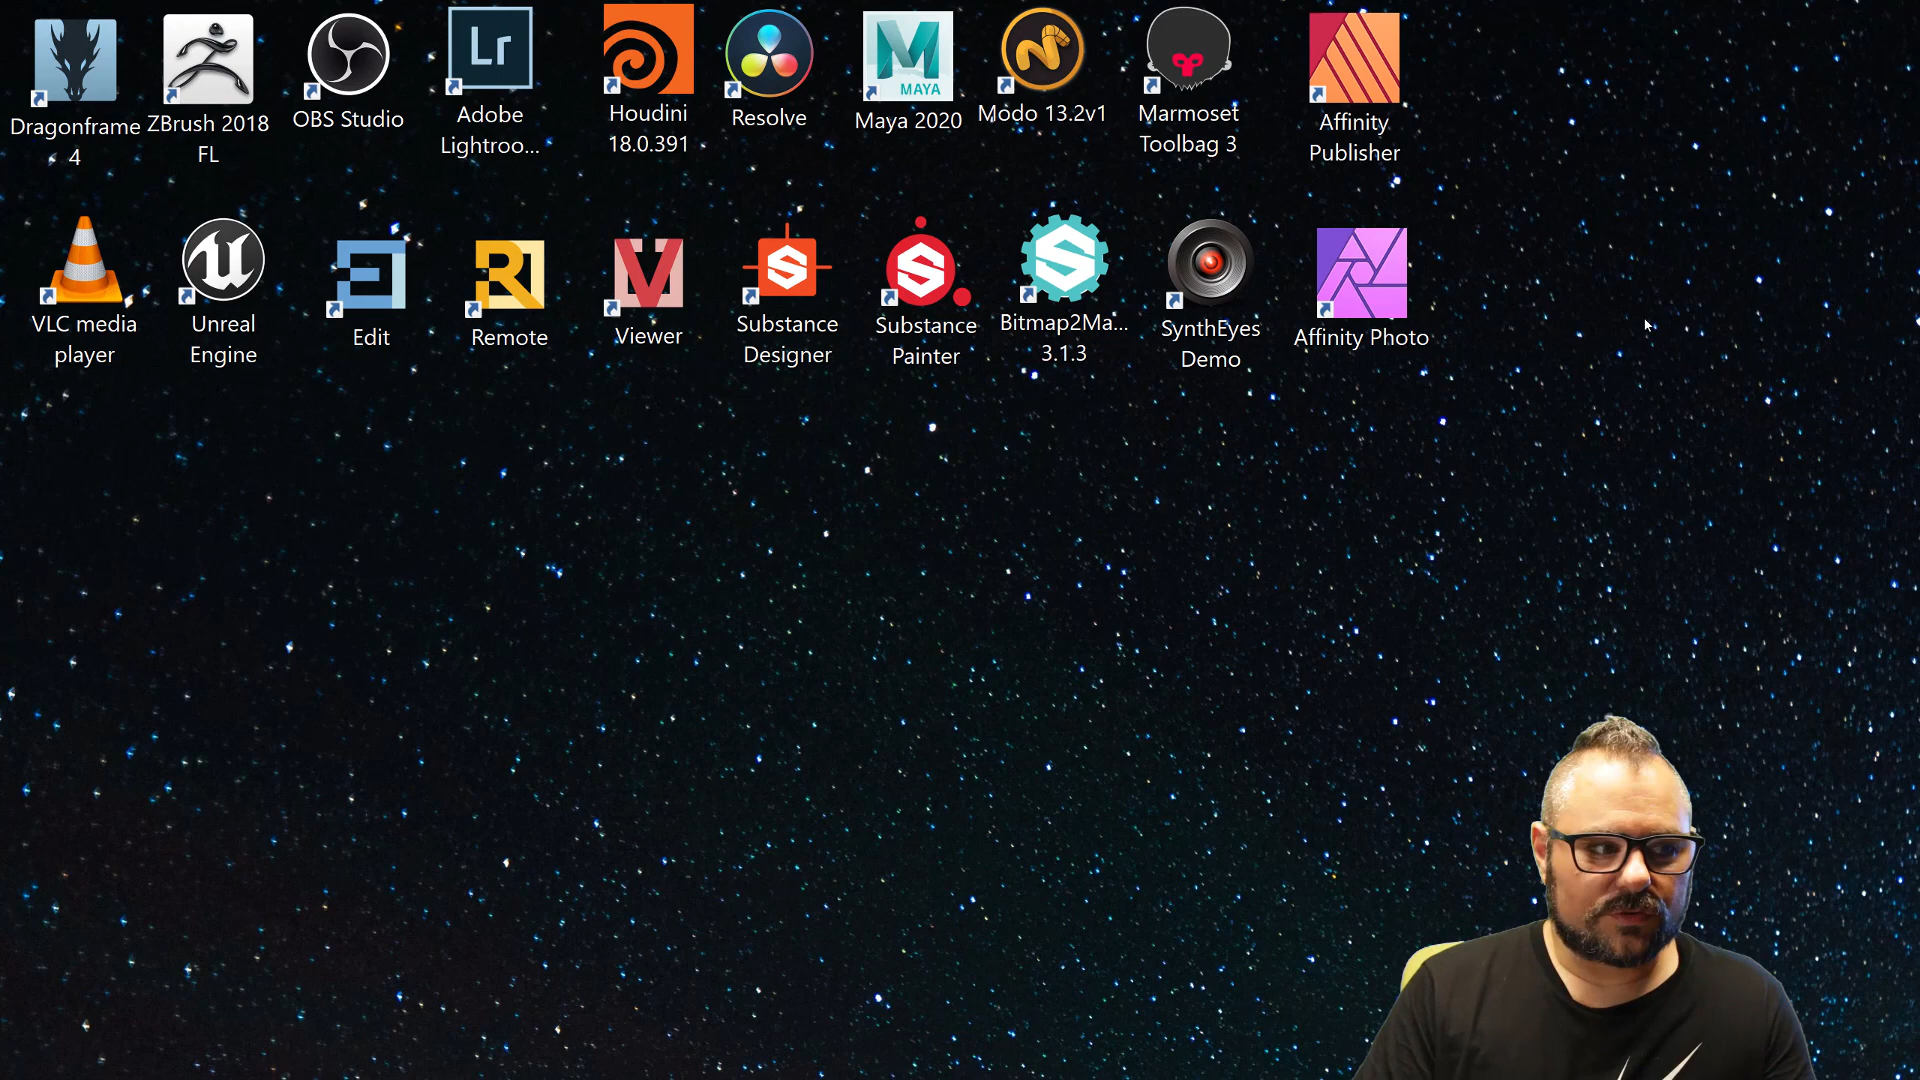 Lr
MAYA
Dragonframe
4
ZBrush 2018
FL
OBS Studio
Adobe
Lightroo...
Houdini
18.0.391
Resolve
Maya 2020
Modo 13.2v1
Marmoset
Toolbag 3
Affinity
Publisher
VLC media
player
Unreal
Engine
Edit
Remote
Viewer
Substance
Designer
Substance
Painter
Bitmap2Ma...
3.1.3
SynthEyes
Demo
Affinity Photo